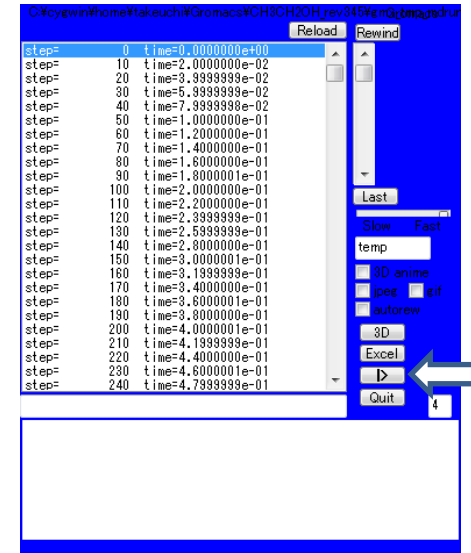 Reload Rewind
step= 0 time=0.0000000e+00
step= 10 time=2.0000000e-02
step= 20 time=3.9999999e-02
step= 30 time=5.9999999e-02
step= 40 time=7.9999998e-02
step= 50 time=1.0000000e-01
step= 60 time=1.2000000e-01
step= 70 time=1.4000000e-01
step= 80 time=1.6000000e-01
step= 90 time=1.8000001e-01
step= 100 time=2.0000000e-01
step= 110 time=2.2000000e-01
step= 120 time=2.3999999e-01
step= 130 time=2.5999999e-01
step= 140 time=2.8000000e-01
step= 150 time=3.0000001e-01
step= 160 time=3.1999999e-01
step= 170 time=3.4000000e-01
step= 180 time=3.6000001e-01
step= 190 time=3.8000000e-01
step= 200 time=4.0000001e-01
step= 210 time=4.1999999e-01
step= 220 time=4.4000000e-01
step= 230 time=4.6000001e-01
step= 240 time=4.7999999e-01
Last
Slow Fast
temp
3D anime
jpeg gif
autorew
3D
Excel
|>
Quit
4